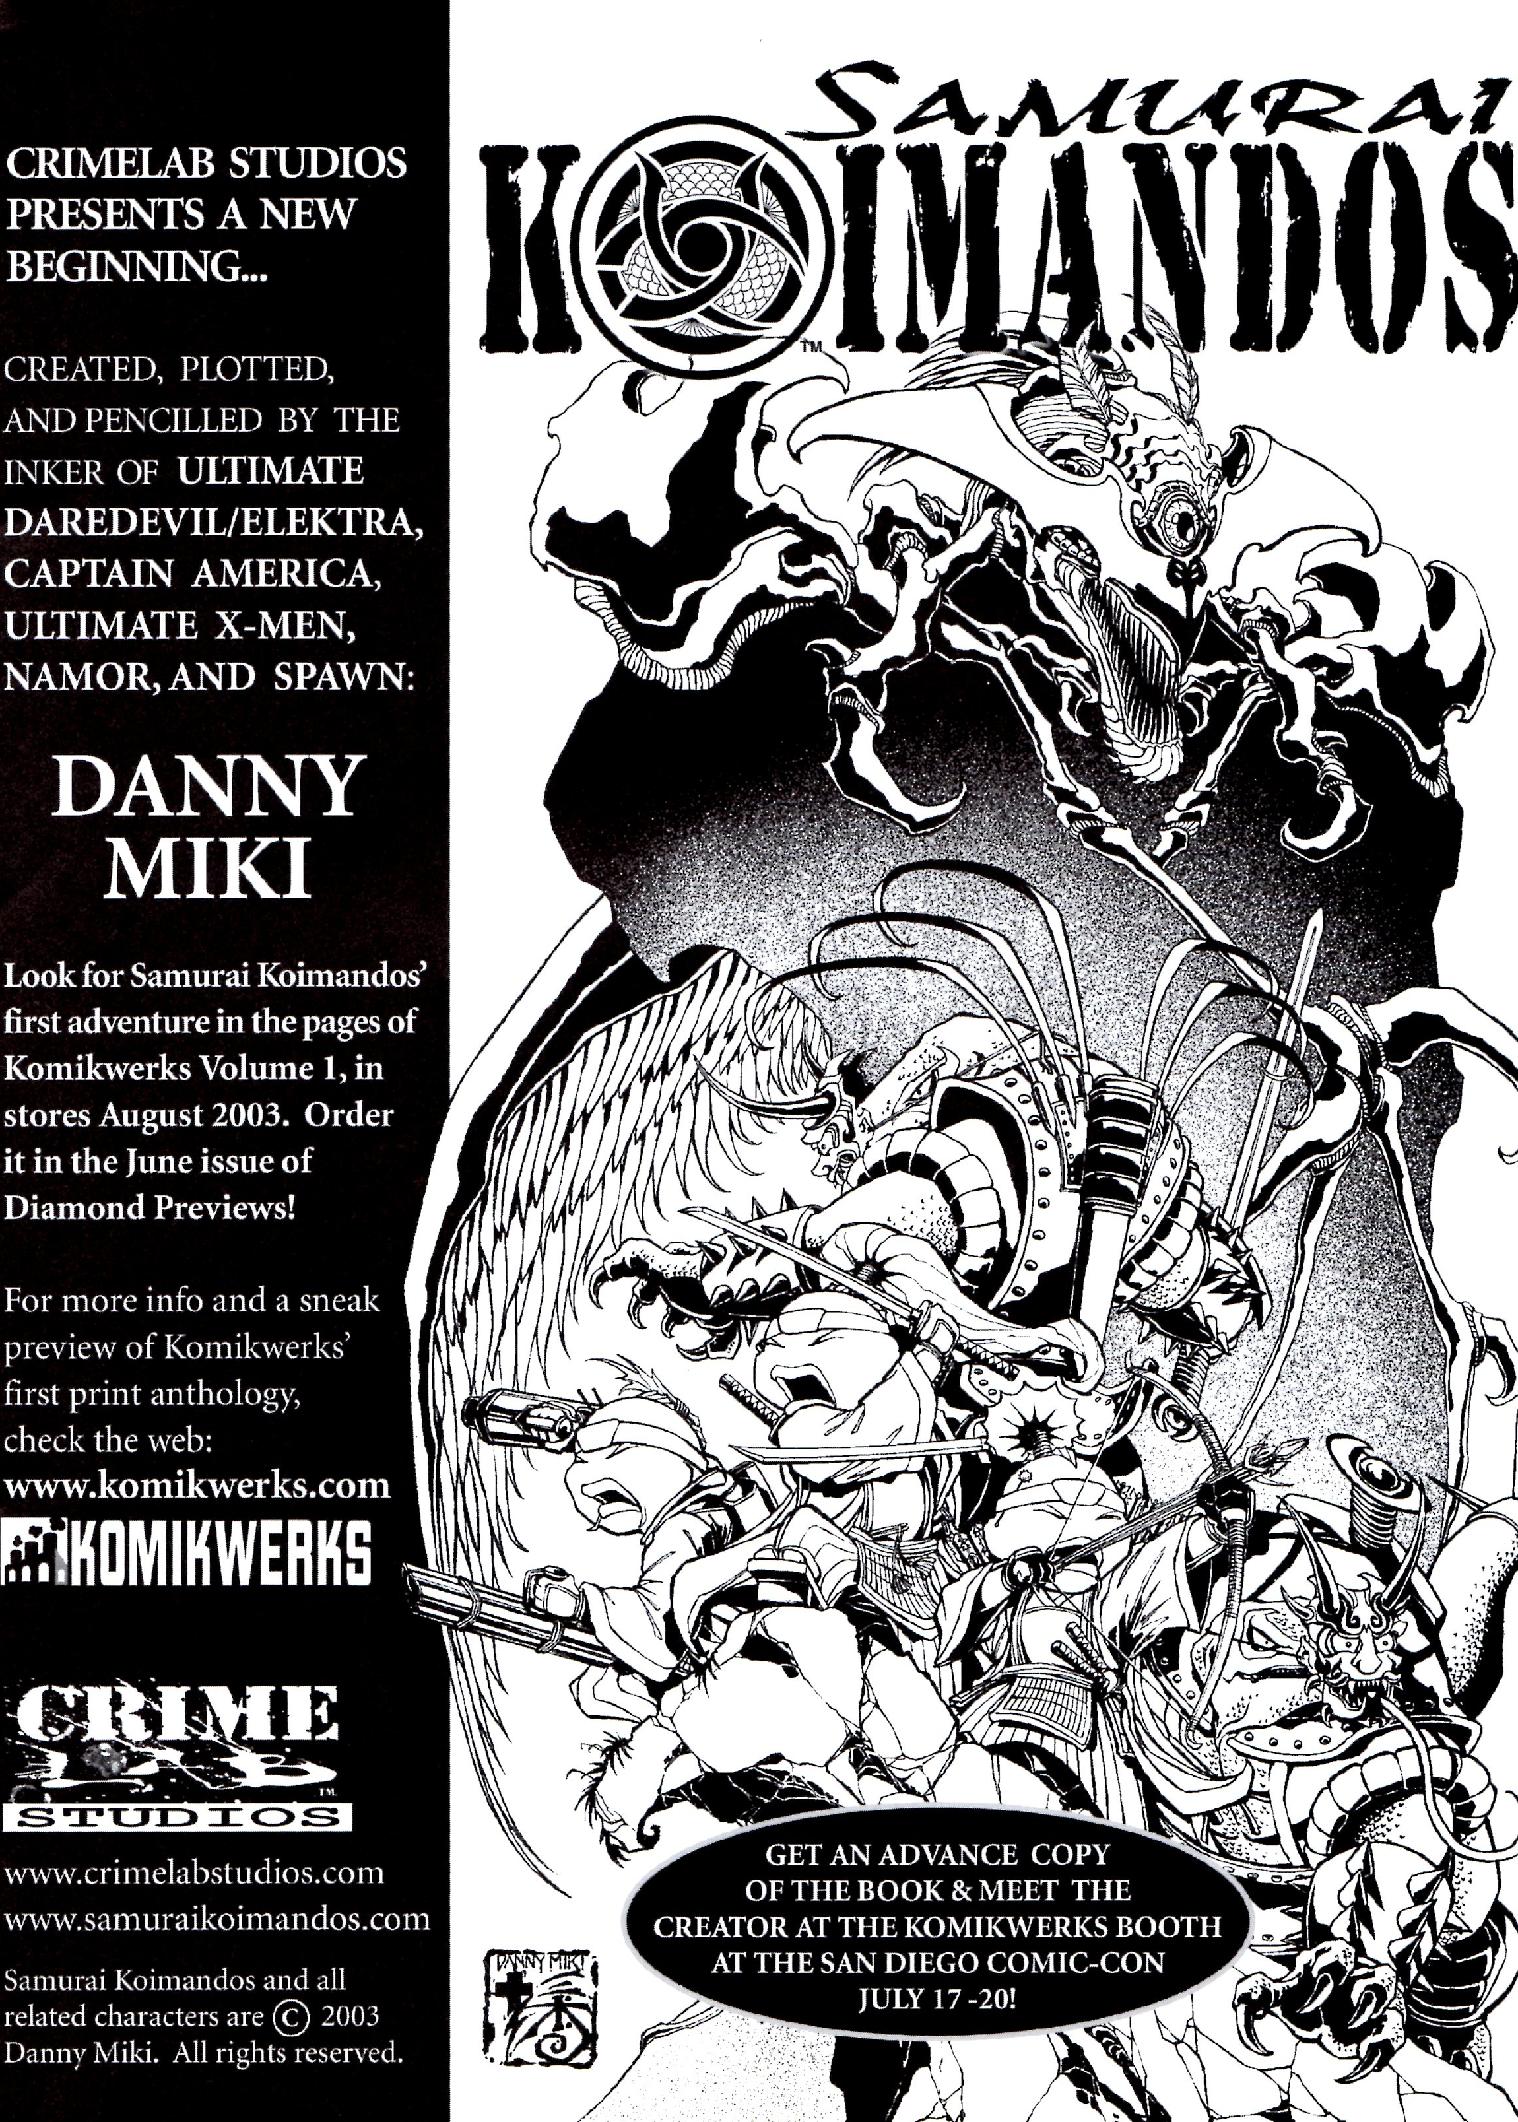 SAMURAI
KOIMANDOS
TM
CRIMELAB STUDIOS
PRESENTS A NEW
BEGINNING...
CREATED, PLOTTED,
AND PENCILLED BY THE
INKER OF ULTIMATE
DAREDEVIL/ELEKTRA,
CAPTAIN AMERICA,
ULTIMATE X-MEN,
NAMOR, AND SPAWN:
DANNY
MIKI
Look for Samurai Koimandos'
first adventure in the pages of
Komikwerks Volume 1, in
stores August 2003. Order
it in the June issue of
Diamond Previews!
For more info and a sneak
preview of Komikwerks'
first print anthology,
check the web:
www.komikwerks.com
KOMIKWERKS
CRIME
LAB
TM
STUDIOS
www.crimelabstudios.com
www.samuraikoimandos.com
Samurai Koimandos and all
related characters are © 2003
Danny Miki. All rights reserved.
DANNY MIKI
GET AN ADVANCE COPY
OF THE BOOK & MEET THE
CREATOR AT THE KOMIKWERKS BOOTH
AT THE SAN DIEGO COMIC-CON
JULY 17 -20!